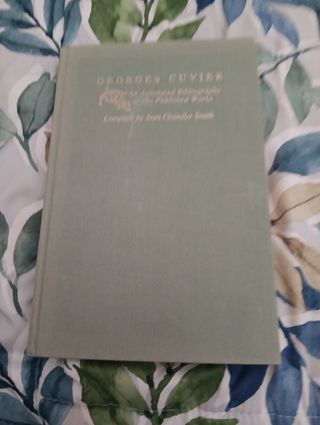 GEORGES CUVIER
An Annotated Bibliography
of His Published Works
Compiled by Jean Chandler Smith